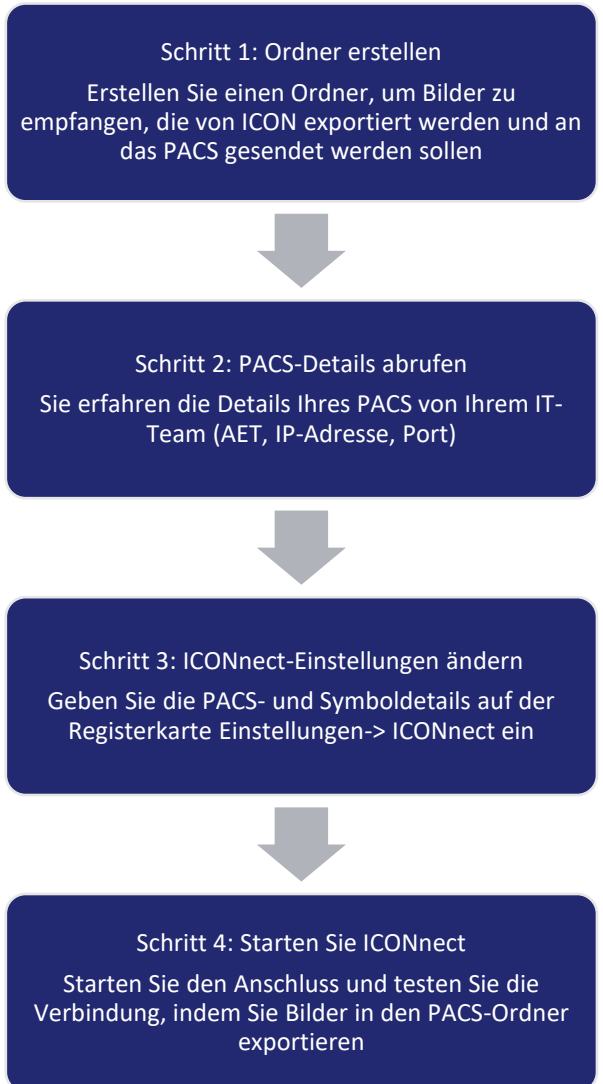 Schritt 1: Ordner erstellen
Erstellen Sie einen Ordner, um Bilder zu
empfangen, die von ICON exportiert werden und an
das PACS gesendet werden sollen
Schritt 2: PACS-Details abrufen
Sie erfahren die Details Ihres PACS von Ihrem IT-
Team (AET, IP-Adresse, Port)
Schritt 3: ICONnect-Einstellungen ändern
Geben Sie die PACS- und Symboldetails auf der
Registerkarte Einstellungen-> ICONnect ein
Schritt 4: Starten Sie ICONnect
Starten Sie den Anschluss und testen Sie die
Verbindung, indem Sie Bilder in den PACS-Ordner
exportieren